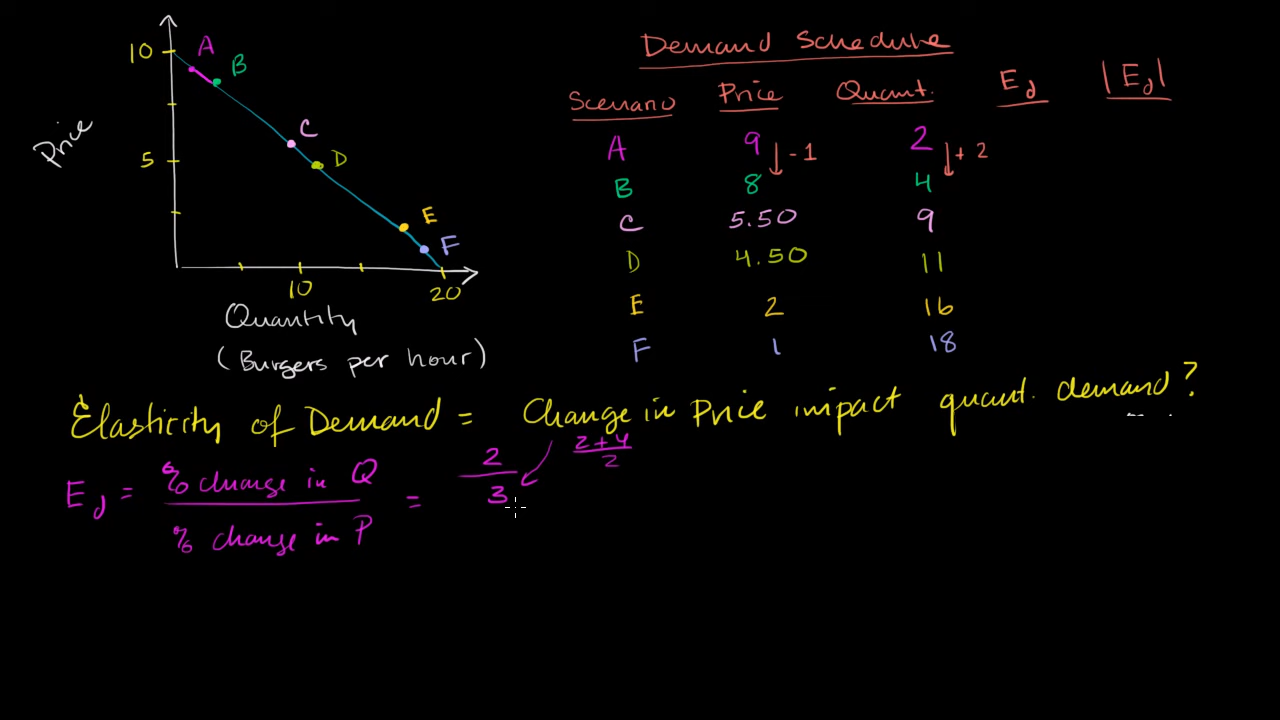 10
A
B
C
5
D
E
F
Price
10
20
Quantity
(Burgers per hour)
Demand Schedule
Scenario Price Quant. Ed |Ed|
A 9 2
-1 +2
B 8 4
C 5.50 9
D 4.50 11
E 2 16
F 1 18
Elasticity of Demand = Change in Price impact quant. demand?
Ed = % change in Q / % change in P = 2 / 3
2+4 / 2